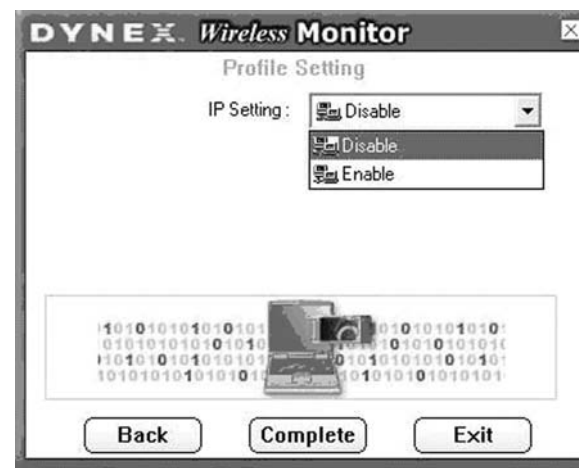 DYNEX Wireless Monitor
Profile Setting
IP Setting : Disable
Disable
Enable
Back Complete Exit